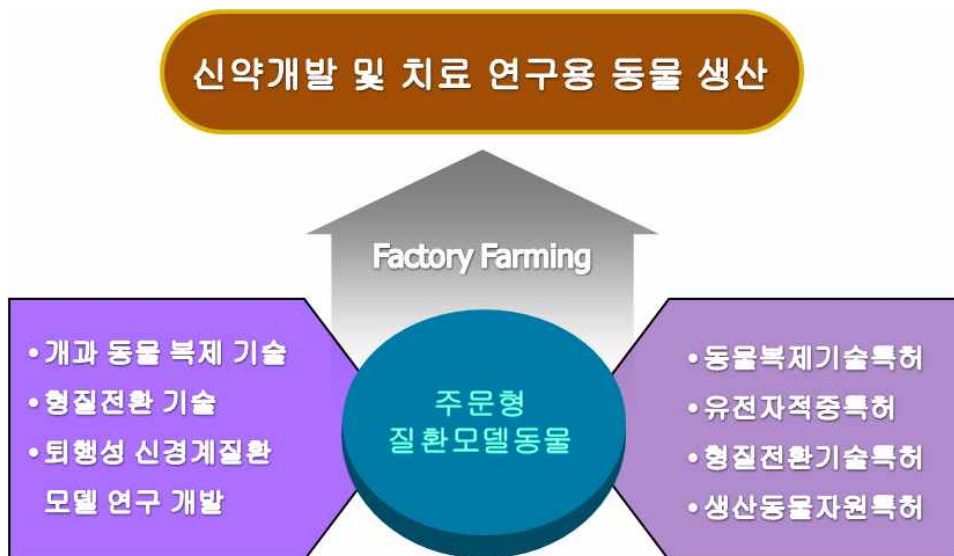 신약개발 및 치료 연구용 동물 생산
Factory Farming
• 개과 동물 복제 기술
• 형질전환 기술
• 퇴행성 신경계질환
모델 연구 개발
주문형
질환모델동물
• 동물복제기술특허
• 유전자적중특허
• 형질전환기술특허
• 생산동물자원특허